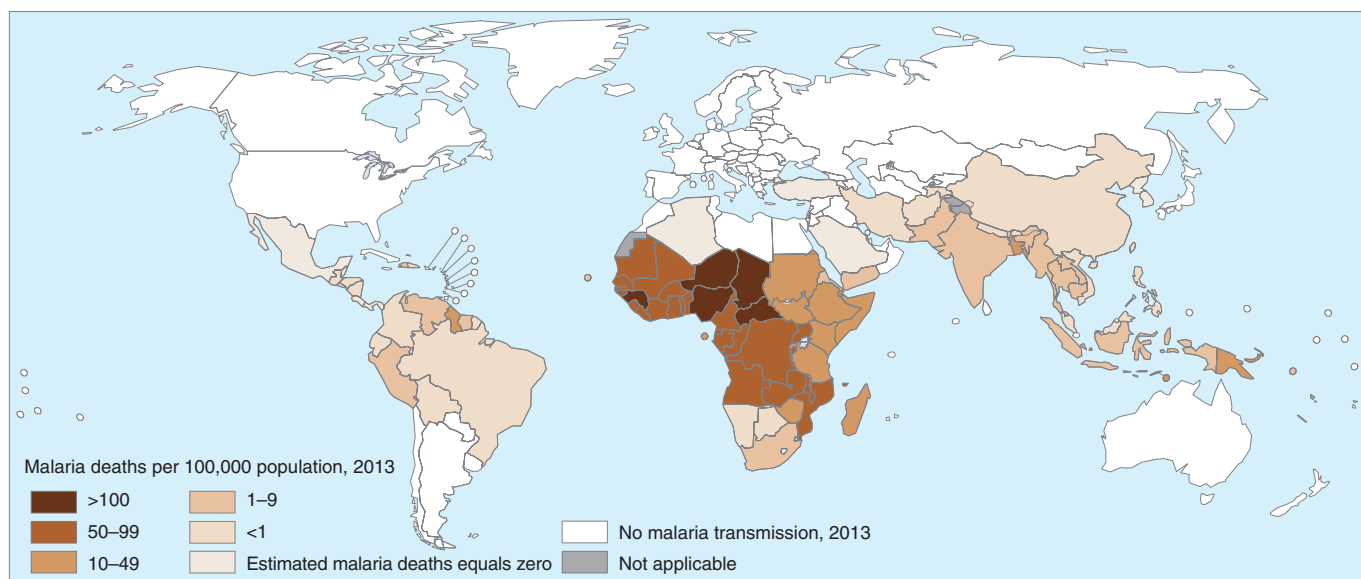 Malaria deaths per 100,000 population, 2013
>100
50–99
10–49
1–9
<1
Estimated malaria deaths equals zero
No malaria transmission, 2013
Not applicable